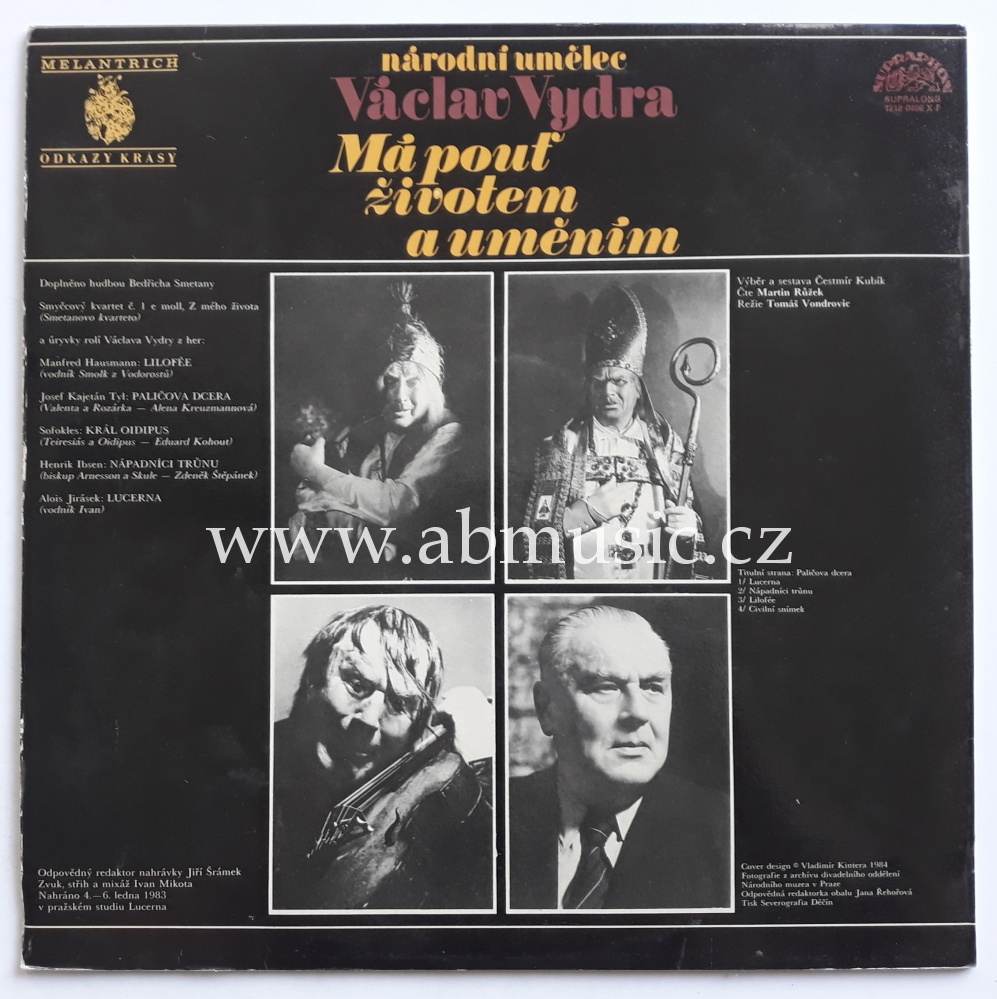 MELANTRICH
ODKAZY KRÁSY
národní umělec
Václav Vydra
Má pouť
životem
a uměním
SUPRAPHON
SUPRALONG
Doplněno hudbou Bedřicha Smetany
Smyčcový kvartet č. 1 e moll, Z mého života
(Smetanovo kvarteto)
a úryvky rolí Václava Vydry z her:
Manfred Hausmann: LILOFÉE
(vodník Smolk z Vodorostů)
Josef Kajetán Tyl: PALIČOVA DCERA
(Valenta a Rozárka — Alena Kreuzmannová)
Sofokles: KRÁL OIDIPUS
(Teiresiás a Oidipus — Eduard Kohout)
Henrik Ibsen: NÁPADNÍCI TRŮNU
(biskup Arnesson a Skule — Zdeněk Štěpánek)
Alois Jirásek: LUCERNA
(vodník Ivan)
Výběr a sestava Čestmír Kubík
Čte Martin Růžek
Režie Tomáš Vondrovic
www.abmusic.cz
Titulní strana: Paličova dcera
1/ Lucerna
2/ Nápadníci trůnu
3/ Lilofée
4/ Civilní snímek
Odpovědný redaktor nahrávky Jiří Šrámek
Zvuk, střih a mixáž Ivan Mikota
Nahráno 4.—6. ledna 1983
v pražském studiu Lucerna
Cover design © Vladimír Kintera 1984
Fotografie z archívu divadelního oddělení
Národního muzea v Praze
Odpovědná redaktorka obalu Jana Řehořová
Tisk Severografia Děčín